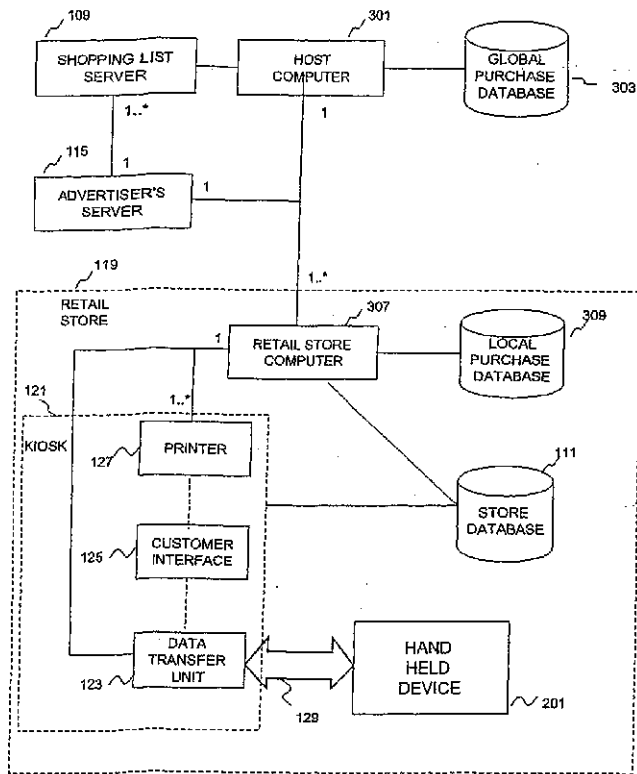 109
301
SHOPPING LIST
SERVER
HOST
COMPUTER
GLOBAL
PURCHASE
DATABASE
303
1..*
1
115
1
ADVERTISER'S
SERVER
1
119
1..*
RETAIL
STORE
307
309
1
RETAIL STORE
COMPUTER
LOCAL
PURCHASE
DATABASE
121
1..*
KIOSK
PRINTER
127
111
STORE
DATABASE
CUSTOMER
INTERFACE
125
DATA
TRANSFER
UNIT
123
HAND
HELD
DEVICE
129
201